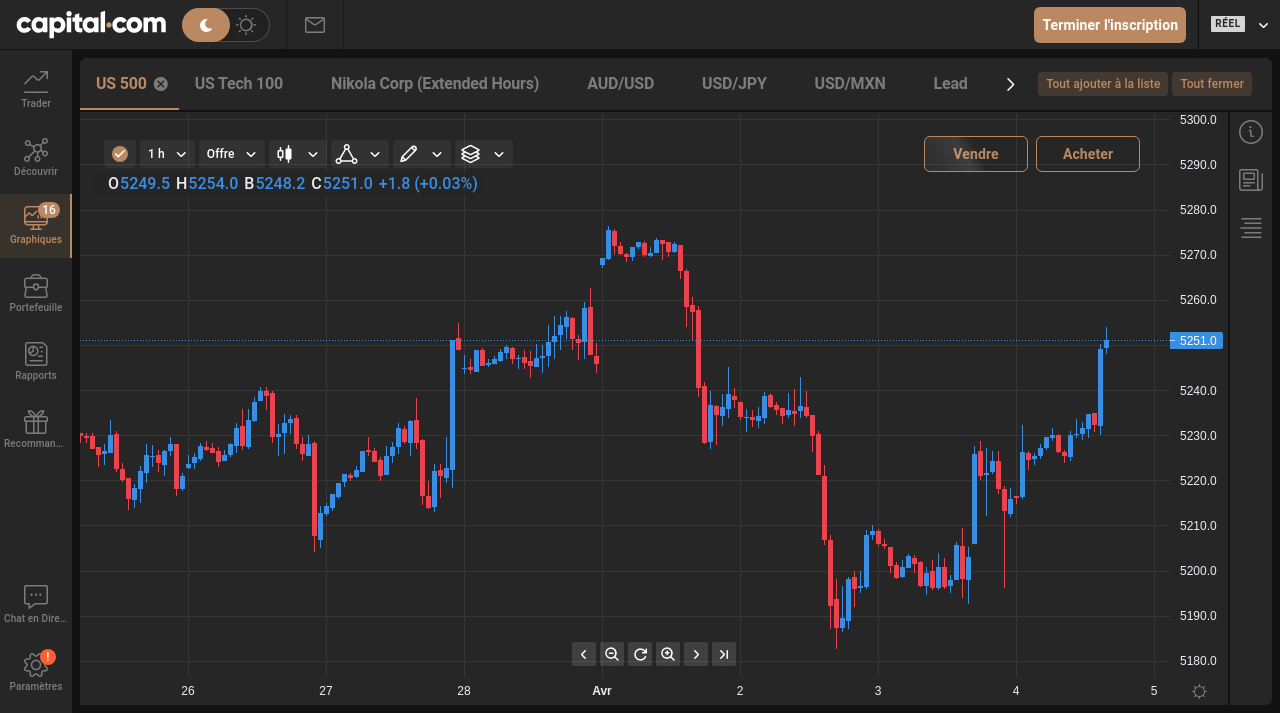 capital.com
Terminer l'inscription
RÉEL
Trader
Découvrir
16
Graphiques
Portefeuille
Rapports
Recomman...
Chat en Dire...
!
Paramètres
US 500
US Tech 100
Nikola Corp (Extended Hours)
AUD/USD
USD/JPY
USD/MXN
Lead
Tout ajouter à la liste
Tout fermer
1 h
Offre
Vendre
Acheter
O5249.5 H5254.0 B5248.2 C5251.0 +1.8 (+0.03%)
5300.0
5290.0
5280.0
5270.0
5260.0
5251.0
5240.0
5230.0
5220.0
5210.0
5200.0
5190.0
5180.0
26 27 28 Avr 2 3 4 5